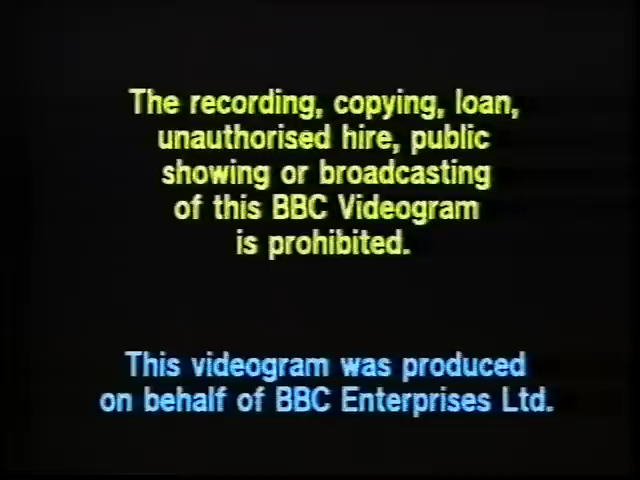 The recording, copying, loan,
unauthorised hire, public
showing or broadcasting
of this BBC Videogram
is prohibited.
This videogram was produced
on behalf of BBC Enterprises Ltd.